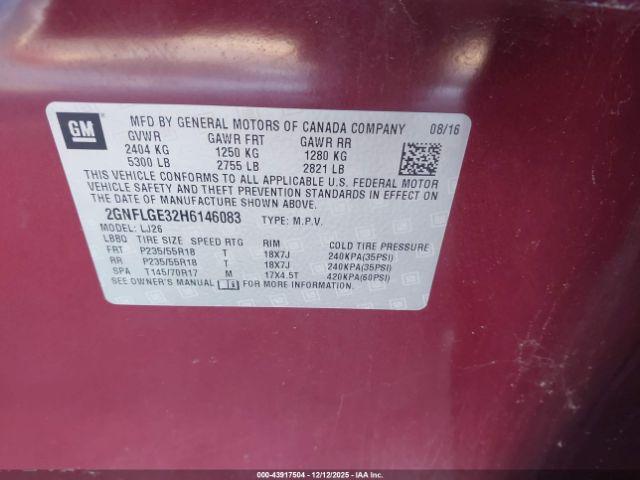 GM
MFD BY GENERAL MOTORS OF CANADA COMPANY 08/16
GVWR GAWR FRT GAWR RR
2404 KG 1250 KG 1280 KG
5300 LB 2755 LB 2821 LB
THIS VEHICLE CONFORMS TO ALL APPLICABLE U.S. FEDERAL MOTOR
VEHICLE SAFETY AND THEFT PREVENTION STANDARDS IN EFFECT ON THE
DATE OF MANUFACTURE SHOWN ABOVE.
2GNFLGE32H6146083 TYPE: M.P.V.
MODEL: LJ26
LBBQ TIRE SIZE SPEED RTG RIM COLD TIRE PRESSURE
FRT P235/55R18 T 18X7J 240KPA(35PSI)
RR P235/55R18 T 18X7J 240KPA(35PSI)
SPA T145/70R17 M 17X4.5T 420KPA(60PSI)
SEE OWNER'S MANUAL FOR MORE INFORMATION.
000-43917504 - 12/12/2025 - IAA Inc.